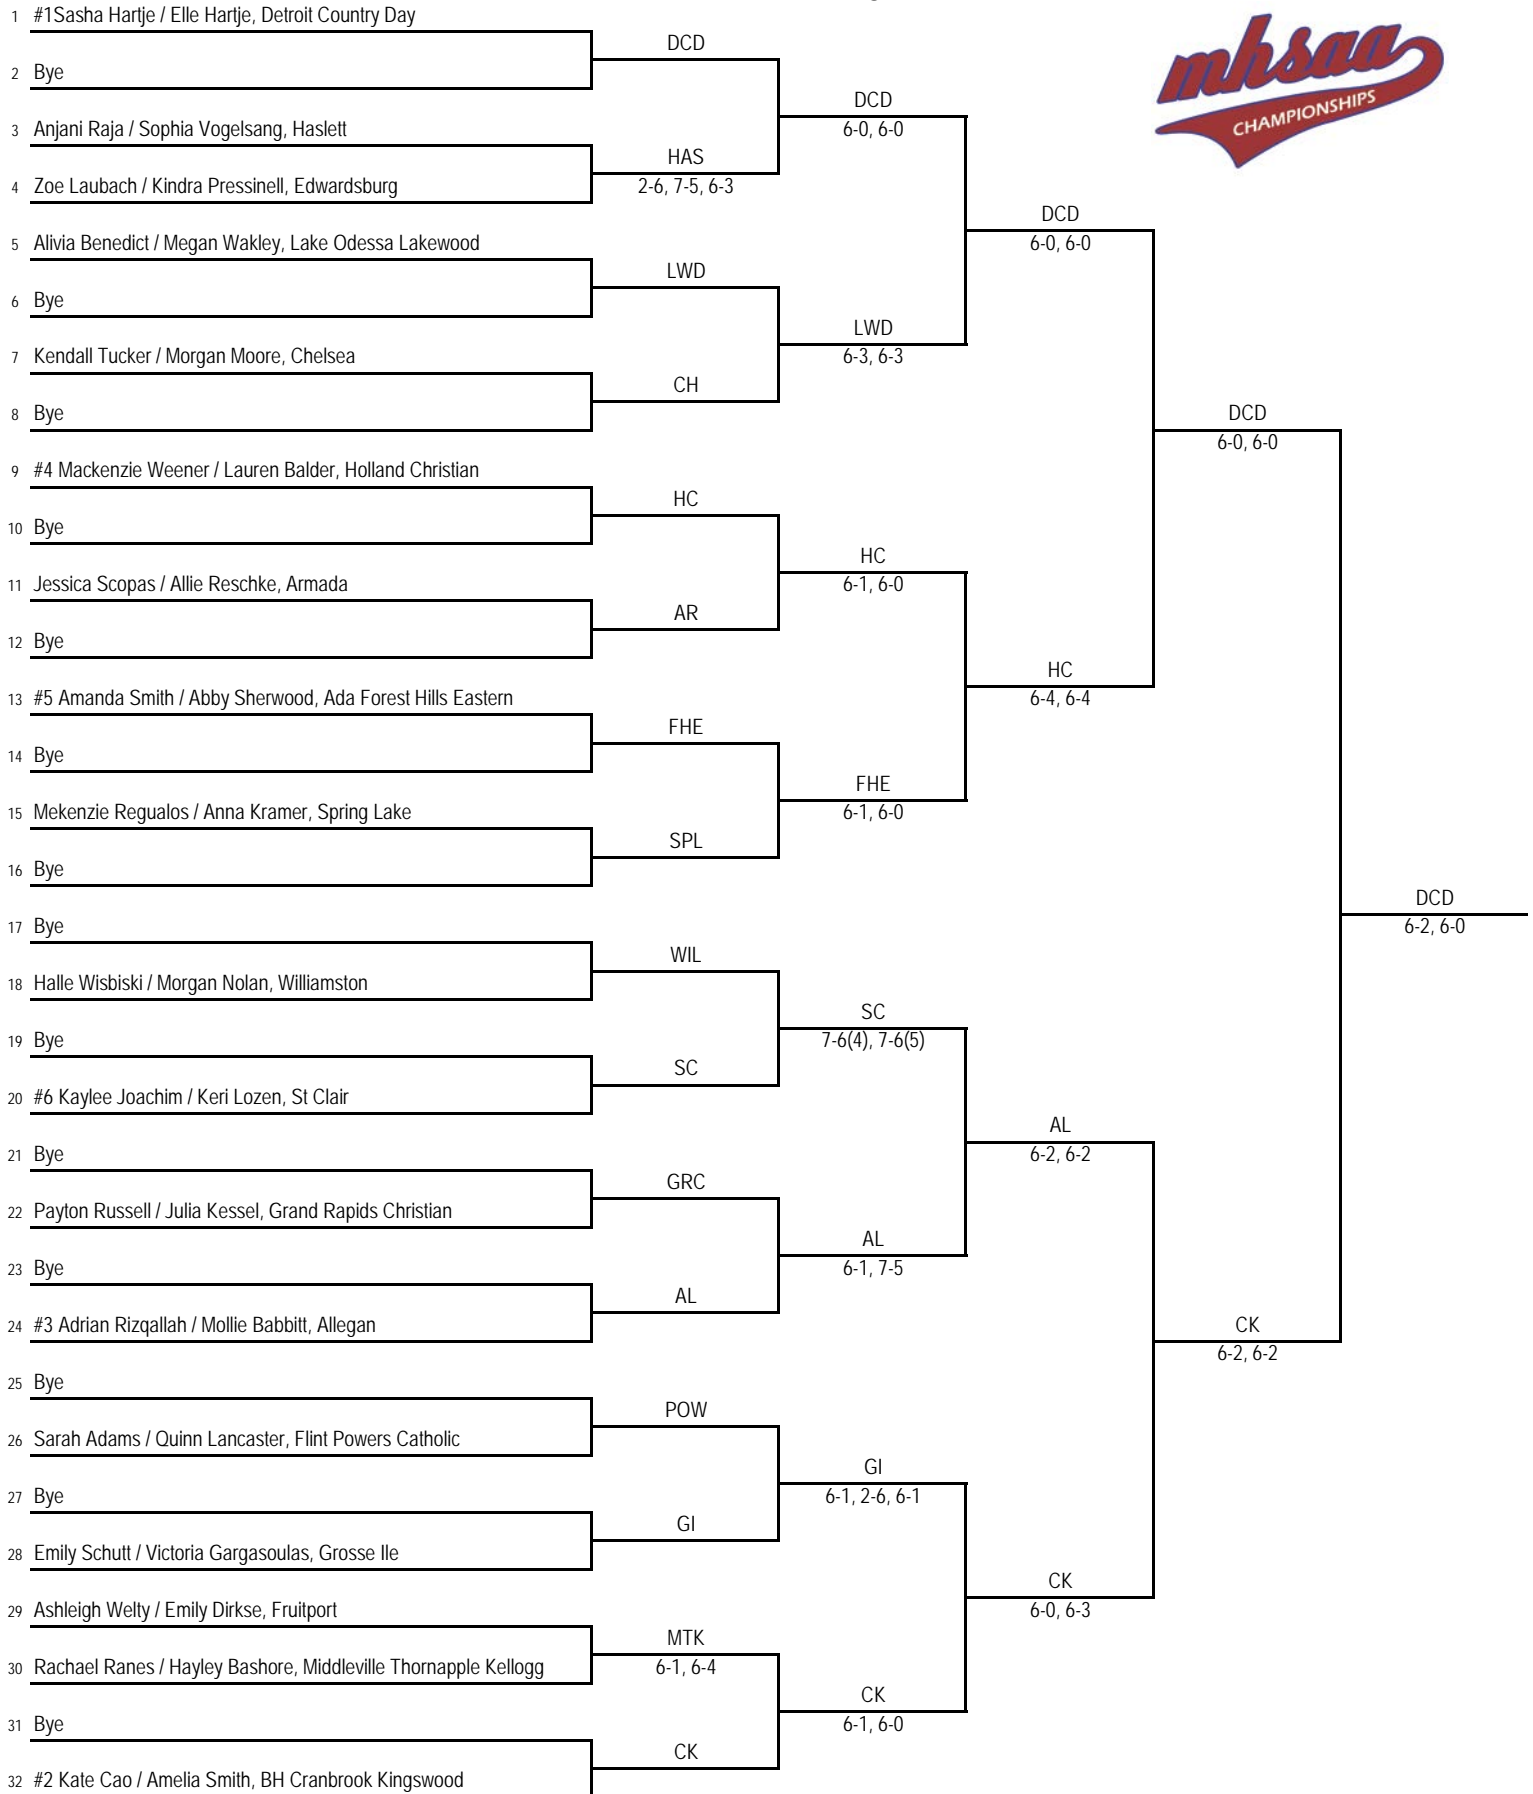 mhsaa
CHAMPIONSHIPS
1 #1Sasha Hartje / Elle Hartje, Detroit Country Day
DCD
2 Bye
DCD
6-0, 6-0
3 Anjani Raja / Sophia Vogelsang, Haslett
HAS
2-6, 7-5, 6-3
4 Zoe Laubach / Kindra Pressinell, Edwardsburg
DCD
6-0, 6-0
5 Alivia Benedict / Megan Wakley, Lake Odessa Lakewood
LWD
6 Bye
LWD
6-3, 6-3
7 Kendall Tucker / Morgan Moore, Chelsea
CH
8 Bye
DCD
6-0, 6-0
9 #4 Mackenzie Weener / Lauren Balder, Holland Christian
HC
10 Bye
HC
6-1, 6-0
11 Jessica Scopas / Allie Reschke, Armada
AR
12 Bye
HC
6-4, 6-4
13 #5 Amanda Smith / Abby Sherwood, Ada Forest Hills Eastern
FHE
14 Bye
FHE
6-1, 6-0
15 Mekenzie Regualos / Anna Kramer, Spring Lake
SPL
16 Bye
DCD
6-2, 6-0
17 Bye
WIL
18 Halle Wisbiski / Morgan Nolan, Williamston
SC
7-6(4), 7-6(5)
19 Bye
SC
20 #6 Kaylee Joachim / Keri Lozen, St Clair
AL
6-2, 6-2
21 Bye
GRC
22 Payton Russell / Julia Kessel, Grand Rapids Christian
AL
6-1, 7-5
23 Bye
AL
24 #3 Adrian Rizqallah / Mollie Babbitt, Allegan
CK
6-2, 6-2
25 Bye
POW
26 Sarah Adams / Quinn Lancaster, Flint Powers Catholic
GI
6-1, 2-6, 6-1
27 Bye
GI
28 Emily Schutt / Victoria Gargasoulas, Grosse Ile
CK
6-0, 6-3
29 Ashleigh Welty / Emily Dirkse, Fruitport
MTK
6-1, 6-4
30 Rachael Ranes / Hayley Bashore, Middleville Thornapple Kellogg
CK
6-1, 6-0
31 Bye
CK
32 #2 Kate Cao / Amelia Smith, BH Cranbrook Kingswood